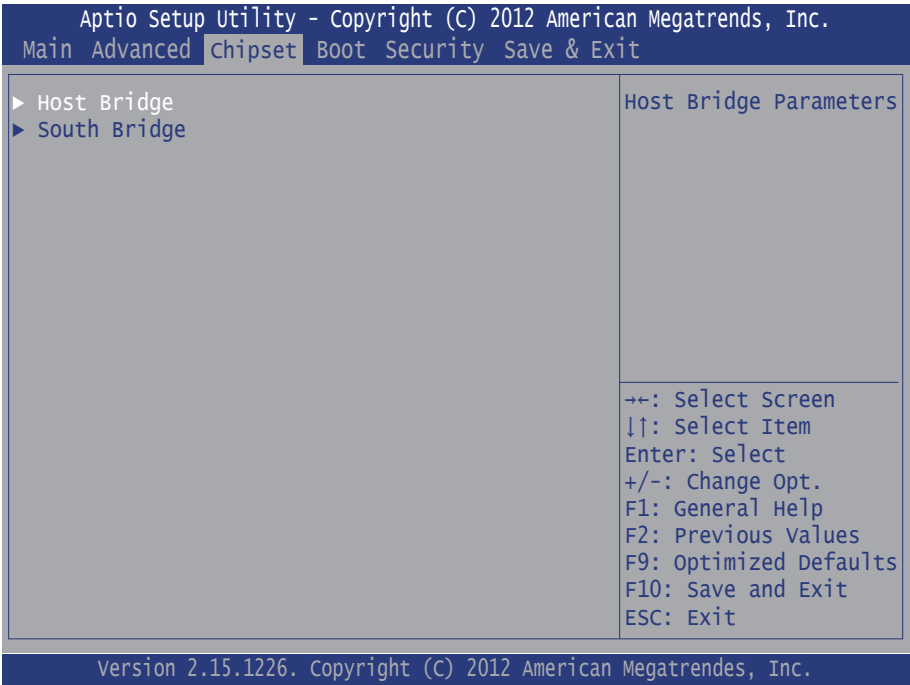 Aptio Setup Utility - Copyright (C) 2012 American Megatrends, Inc.
Main Advanced Chipset Boot Security Save & Exit
▶ Host Bridge
▶ South Bridge
Host Bridge Parameters
→←: Select Screen
↓↑: Select Item
Enter: Select
+/-: Change Opt.
F1: General Help
F2: Previous Values
F9: Optimized Defaults
F10: Save and Exit
ESC: Exit
Version 2.15.1226. Copyright (C) 2012 American Megatrendes, Inc.